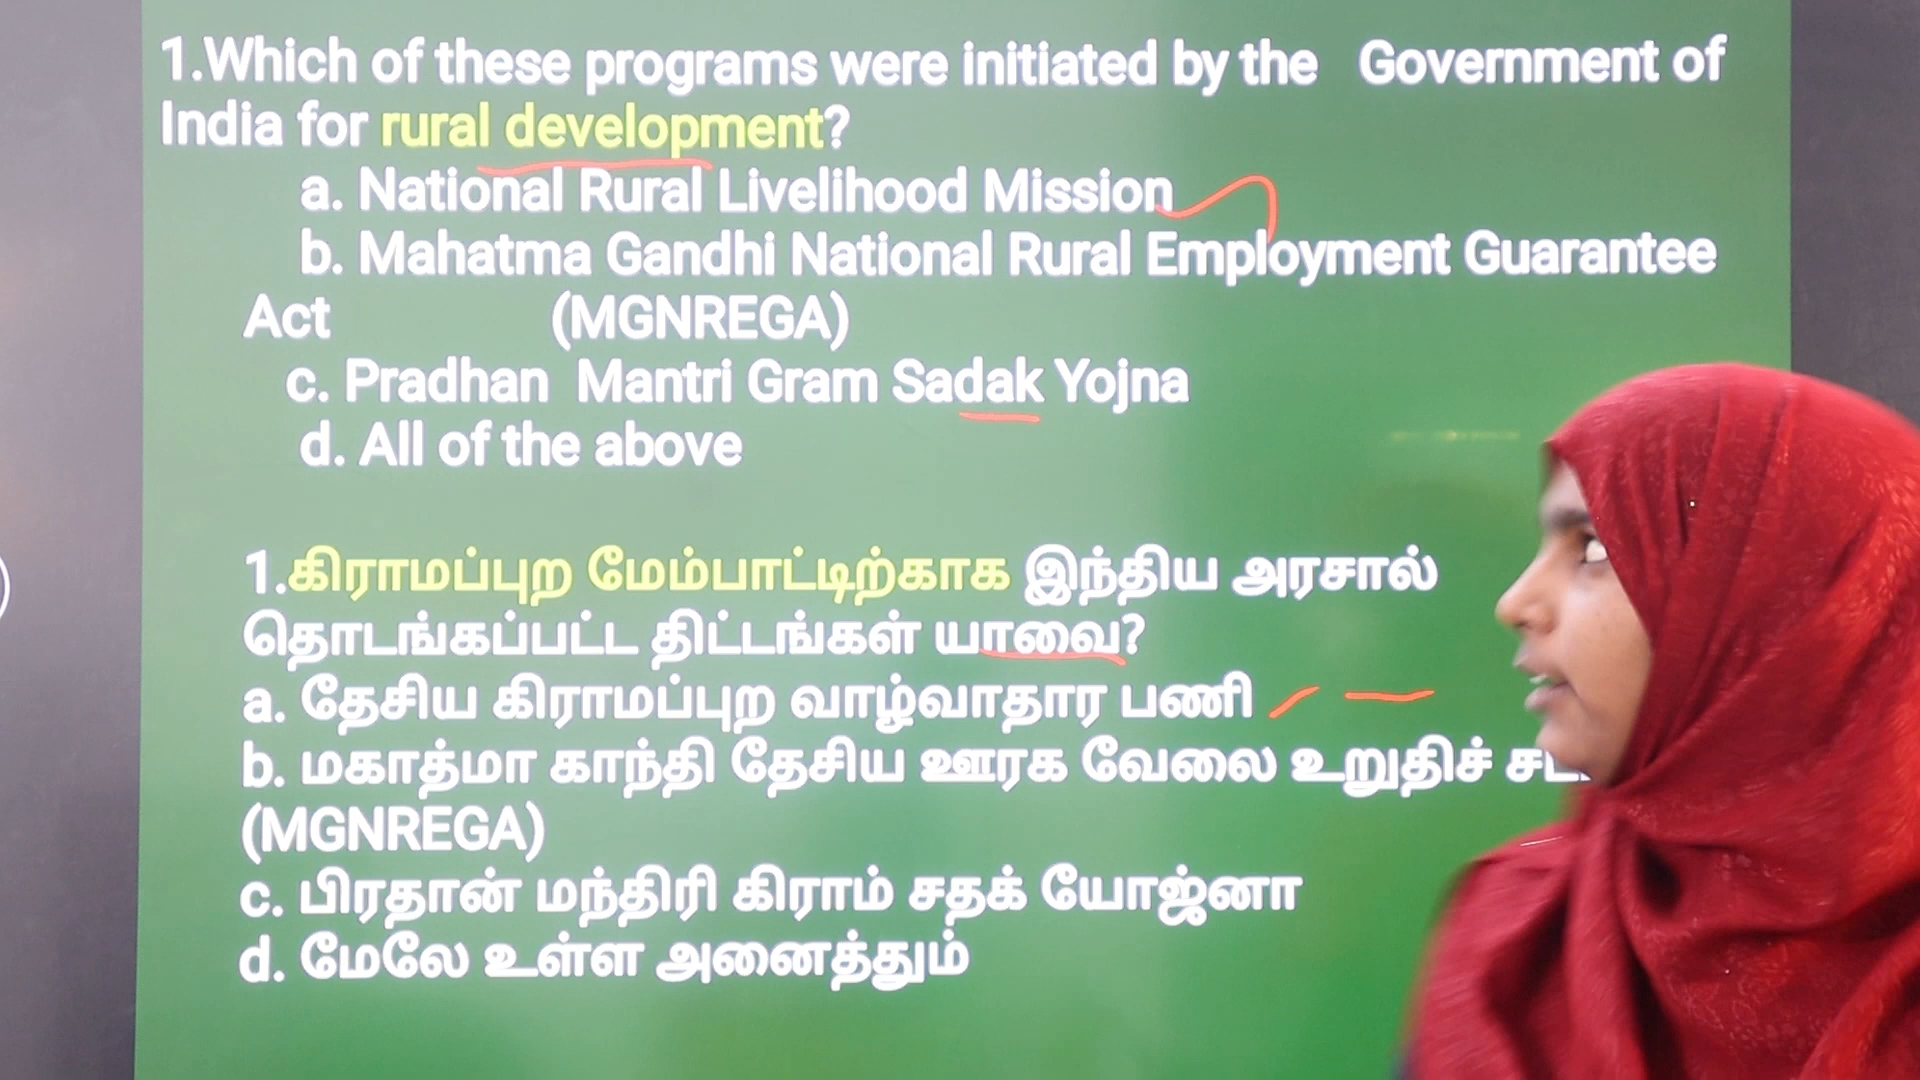 1.Which of these programs were initiated by the Government of
India for rural development?
a. National Rural Livelihood Mission
b. Mahatma Gandhi National Rural Employment Guarantee
Act (MGNREGA)
c. Pradhan Mantri Gram Sadak Yojna
d. All of the above
1.கிராமப்புற மேம்பாட்டிற்காக இந்திய அரசால்
தொடங்கப்பட்ட திட்டங்கள் யாவை?
a. தேசிய கிராமப்புற வாழ்வாதார பணி
b. மகாத்மா காந்தி தேசிய ஊரக வேலை உறுதிச்
(MGNREGA)
c. பிரதான் மந்திரி கிராம் சதக் யோஜ்னா
d. மேலே உள்ள அனைத்தும்